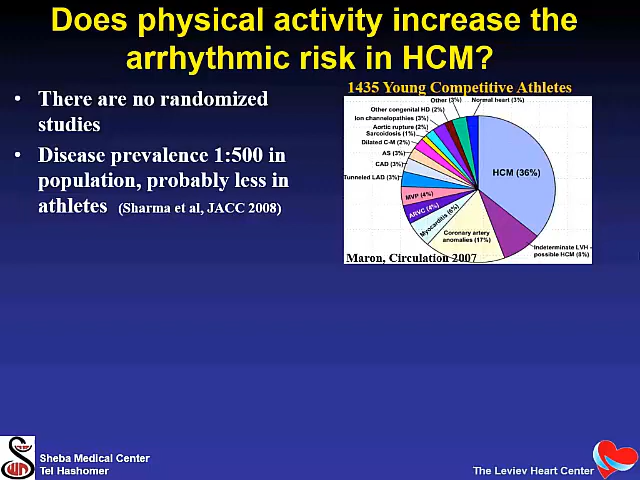 Does physical activity increase the
arrhythmic risk in HCM?
• There are no randomized
studies
• Disease prevalence 1:500 in
population, probably less in
athletes (Sharma et al, JACC 2008)
1435 Young Competitive Athletes
Other (3%)
Normal heart (3%)
Other congenital HD (2%)
Ion channelopathies (3%)
Aortic rupture (2%)
Sarcoidosis (1%)
Dilated C-M (2%)
AS (3%)
CAD (3%)
Tunneled LAD (3%)
MVP (4%)
ARVC (4%)
Myocarditis (6%)
Coronary artery
anomalies (17%)
HCM (36%)
Indeterminate LVH -
possible HCM (8%)
Maron, Circulation 2007
Sheba Medical Center
Tel Hashomer
The Leviev Heart Center